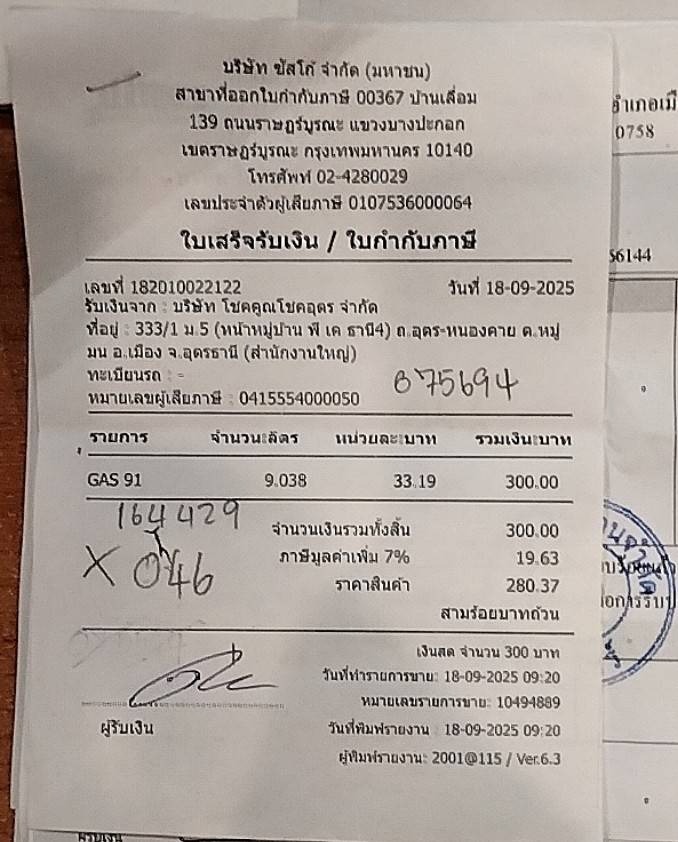 บริษัท ซัสโก้ จำกัด (มหาชน)
สาขาที่ออกใบกำกับภาษี 00367 บ้านเลื่อม
139 ถนนราษฎร์บูรณะ แขวงบางปะกอก
เขตราษฎร์บูรณะ กรุงเทพมหานคร 10140
โทรศัพท์ 02-4280029
เลขประจำตัวผู้เสียภาษี 0107536000064
ใบเสร็จรับเงิน / ใบกำกับภาษี
เลขที่ 182010022122 วันที่ 18-09-2025
รับเงินจาก : บริษัท โชคคูณโชคอุดร จำกัด
ที่อยู่ : 333/1 ม.5 (หน้าหมู่บ้าน พี เค ธานี4) ถ.อุดร-หนองคาย ต.หมู
มน อ.เมือง จ.อุดรธานี (สำนักงานใหญ่)
ทะเบียนรถ : -
หมายเลขผู้เสียภาษี : 0415554000050
075694
รายการ จำนวน:ลิตร หน่วยละ:บาท รวมเงิน:บาท
GAS 91 9.038 33.19 300.00
164429
จำนวนเงินรวมทั้งสิ้น 300.00
ภาษีมูลค่าเพิ่ม 7% 19.63
X 046
ราคาสินค้า 280.37
สามร้อยบาทถ้วน
เงินสด จำนวน 300 บาท
วันที่ทำรายการขาย: 18-09-2025 09:20
หมายเลขรายการขาย: 10494889
ผู้รับเงิน
วันที่พิมพ์รายงาน : 18-09-2025 09:20
ผู้พิมพ์รายงาน: 2001@115 / Ver.6.3
อำเภอเมื
0758
56144
ผู้รับเงิน